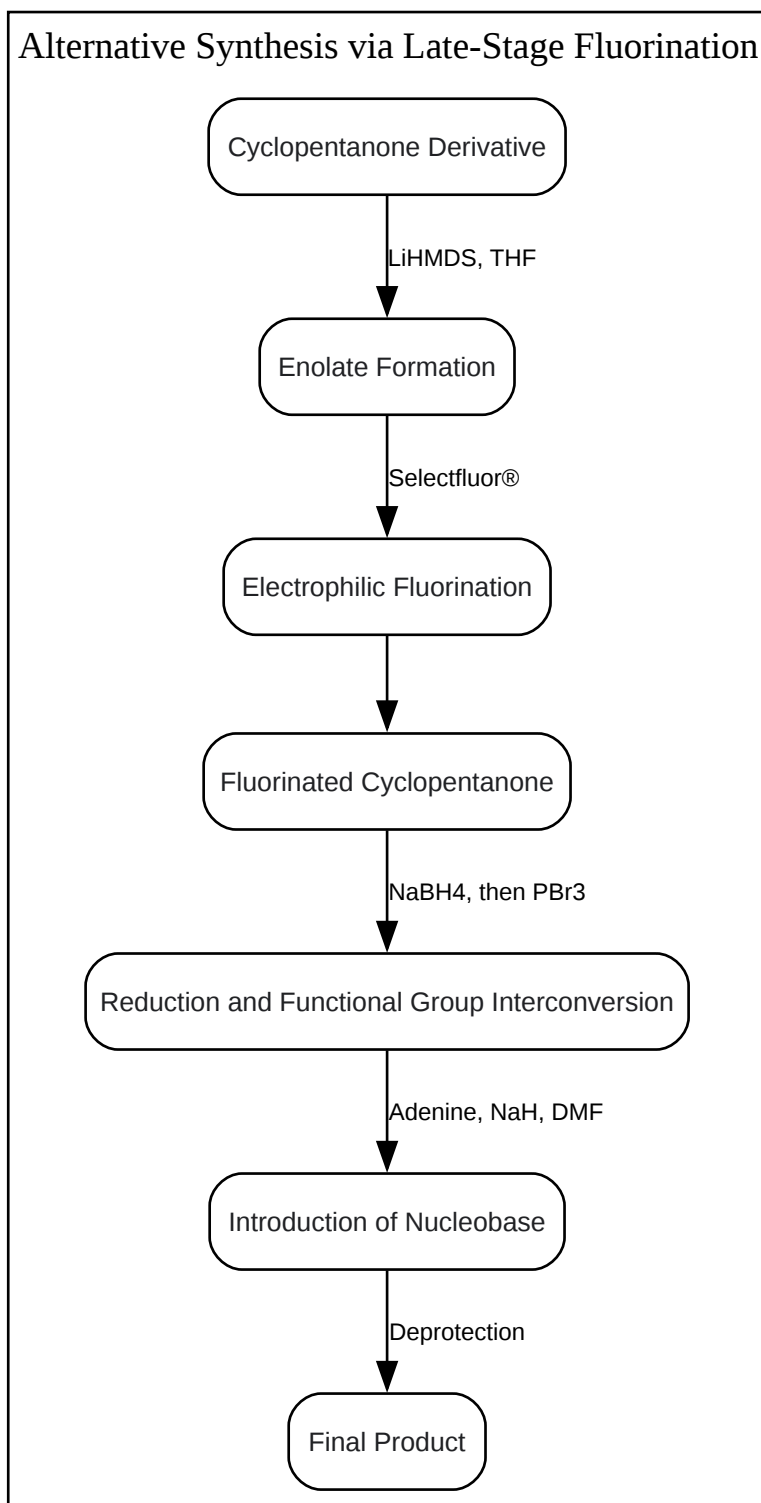 Alternative Synthesis via Late-Stage Fluorination
Cyclopentanone Derivative
LiHMDS, THF
Enolate Formation
Selectfluor®
Electrophilic Fluorination
Fluorinated Cyclopentanone
NaBH4, then PBr3
Reduction and Functional Group Interconversion
Adenine, NaH, DMF
Introduction of Nucleobase
Deprotection
Final Product